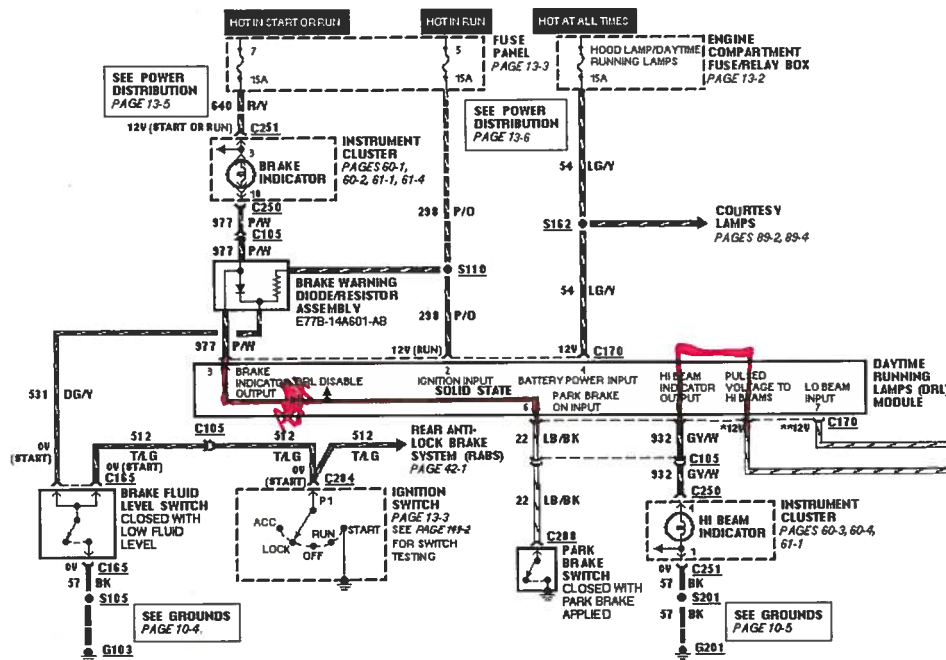 HOT IN START OR RUN
HOT IN RUN
HOT AT ALL TIMES
7
15A
5
15A
FUSE
PANEL
PAGE 13-3
HOOD LAMP/DAYTIME
RUNNING LAMPS
15A
ENGINE
COMPARTMENT
FUSE/RELAY BOX
PAGE 13-2
SEE POWER
DISTRIBUTION
PAGE 13-5
640 R/Y
12V (START OR RUN)
C251
SEE POWER
DISTRIBUTION
PAGE 13-6
3
BRAKE
INDICATOR
10
INSTRUMENT
CLUSTER
PAGES 60-1,
60-2, 61-1, 61-4
54 LG/Y
C250
977 P/W
C105
977 P/W
298 P/O
S162
COURTESY
LAMPS
PAGES 89-2, 89-4
S110
BRAKE WARNING
DIODE/RESISTOR
ASSEMBLY
E77B-14A601-AB
298 P/O
54 LG/Y
977 P/W
12V (RUN)
12V
C170
531 DG/Y
3
BRAKE
INDICATOR
OUTPUT
DRL DISABLE
SOLID STATE
2
IGNITION INPUT
4
BATTERY POWER INPUT
6
PARK BRAKE
ON INPUT
HI BEAM
INDICATOR
OUTPUT
PULSED
VOLTAGE TO
HI BEAMS
LO BEAM
INPUT
7
DAYTIME
RUNNING
LAMPS (DRL)
MODULE
**12V
**12V
C170
0V
(START)
512
T/LG
0V (START)
C105
512
T/LG
0V
(START)
512
T/LG
REAR ANTI-
LOCK BRAKE
SYSTEM (RABS)
PAGE 42-1
22 LB/BK
932 GV/W
C105
932 GV/W
C165
BRAKE FLUID
LEVEL SWITCH
CLOSED WITH
LOW FLUID
LEVEL
C284
P1
ACC
LOCK
OFF
RUN
START
IGNITION
SWITCH
PAGE 13-3
SEE PAGE 149-2
FOR SWITCH
TESTING
22 LB/BK
C288
PARK
BRAKE
SWITCH
CLOSED WITH
PARK BRAKE
APPLIED
C250
HI BEAM
INDICATOR
1
INSTRUMENT
CLUSTER
PAGES 60-3, 60-4,
61-1
0V
C165
57 BK
S105
SEE GROUNDS
PAGE 10-4
G103
0V
C251
57 BK
S201
57 BK
SEE GROUNDS
PAGE 10-5
G201